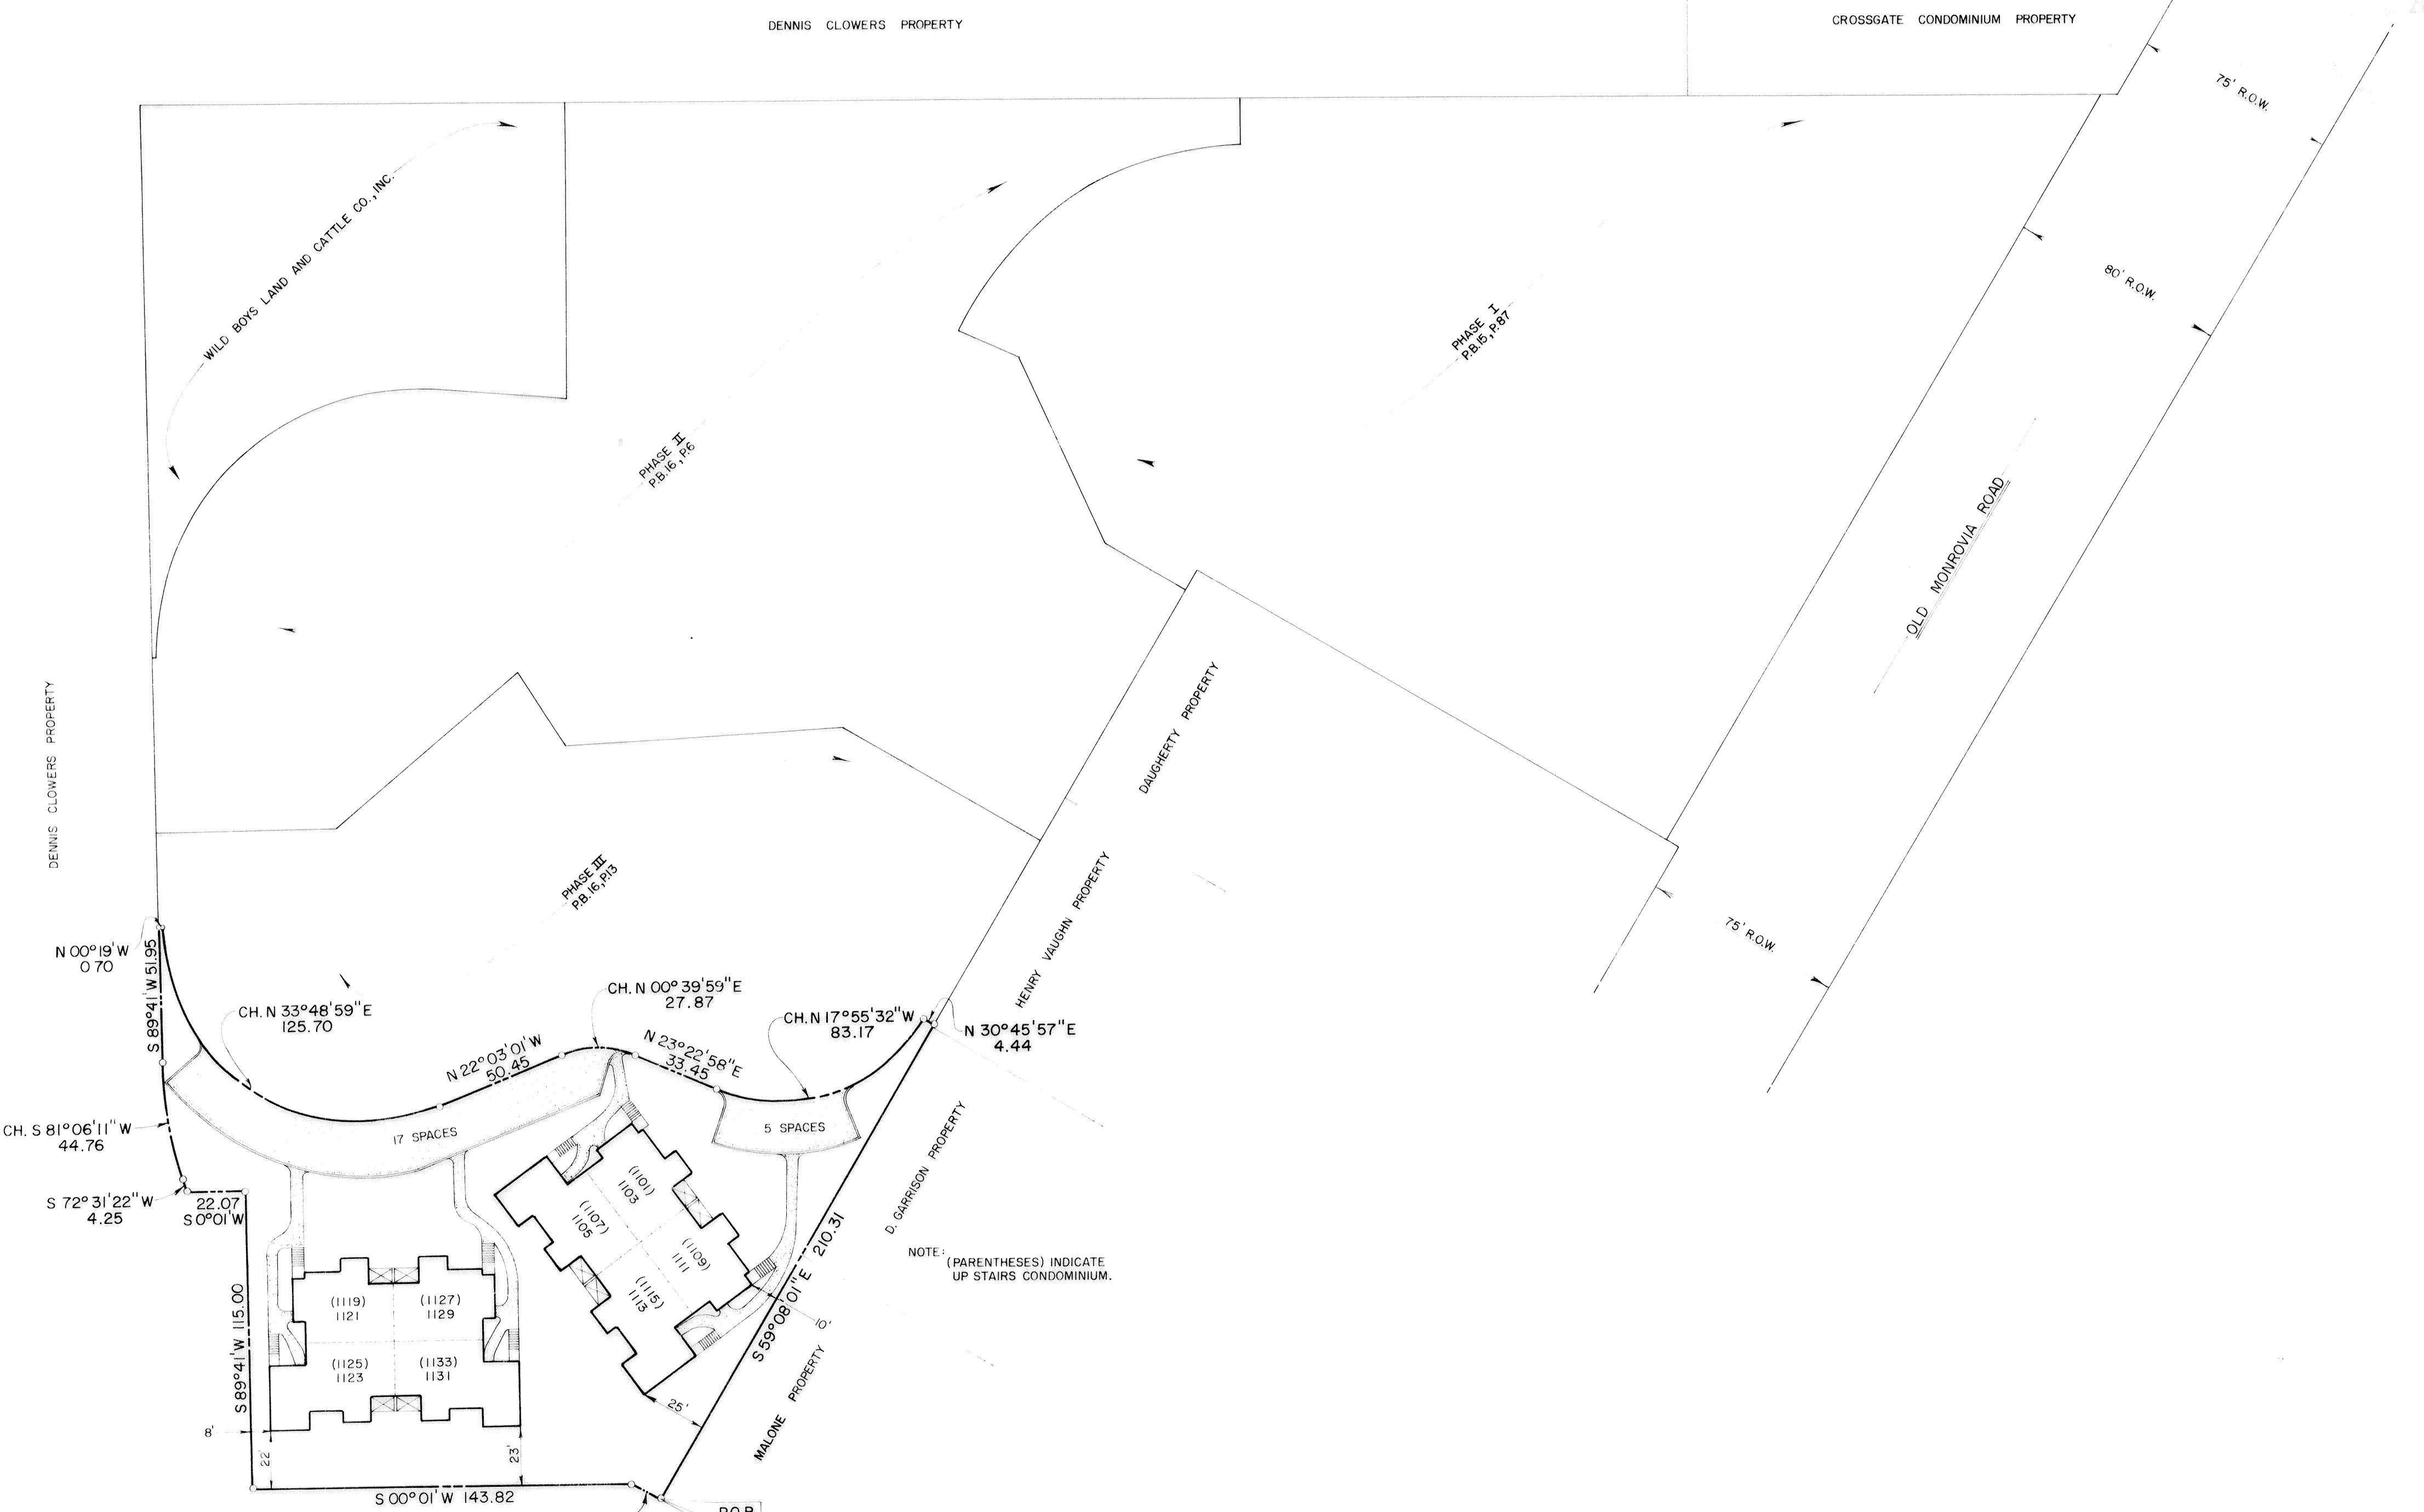 DENNIS CLOWERS PROPERTY
CROSSGATE CONDOMINIUM PROPERTY
75' R.O.W.
WILD BOYS LAND AND CATTLE CO., INC.
80' R.O.W.
PHASE I
P.B.15, P.87
PHASE II
P.B.16, P.6
OLD MONROVIA ROAD
DENNIS CLOWERS PROPERTY
DAUGHERTY PROPERTY
PHASE III
P.B.16, P.13
HENRY VAUGHN PROPERTY
75' R.O.W.
N 00°19'W
0 70
S 89°41'W 51.95
CH. N 33°48'59"E
125.70
CH. N 00°39'59"E
27.87
CH. N 17°55'32"W
83.17
N 30°45'57"E
4.44
N 22°03'01"W
50.45
N 23°22'58"E
33.45
CH. S 81°06'11"W
44.76
17 SPACES
5 SPACES
D. GARRISON PROPERTY
S 72°31'22"W
4.25
22.07
S 0°01'W
(1101)
1103
(1107)
1105
(1109)
1111
(1115)
1113
S 59°08'01"E 210.31
NOTE:
(PARENTHESES) INDICATE
UP STAIRS CONDOMINIUM.
S 89°41'W 115.00
(1119)
1121
(1127)
1129
(1125)
1123
(1133)
1131
10'
MALONE PROPERTY
25'
8'
22'
23'
S 00°01'W 143.82
P.O.B.